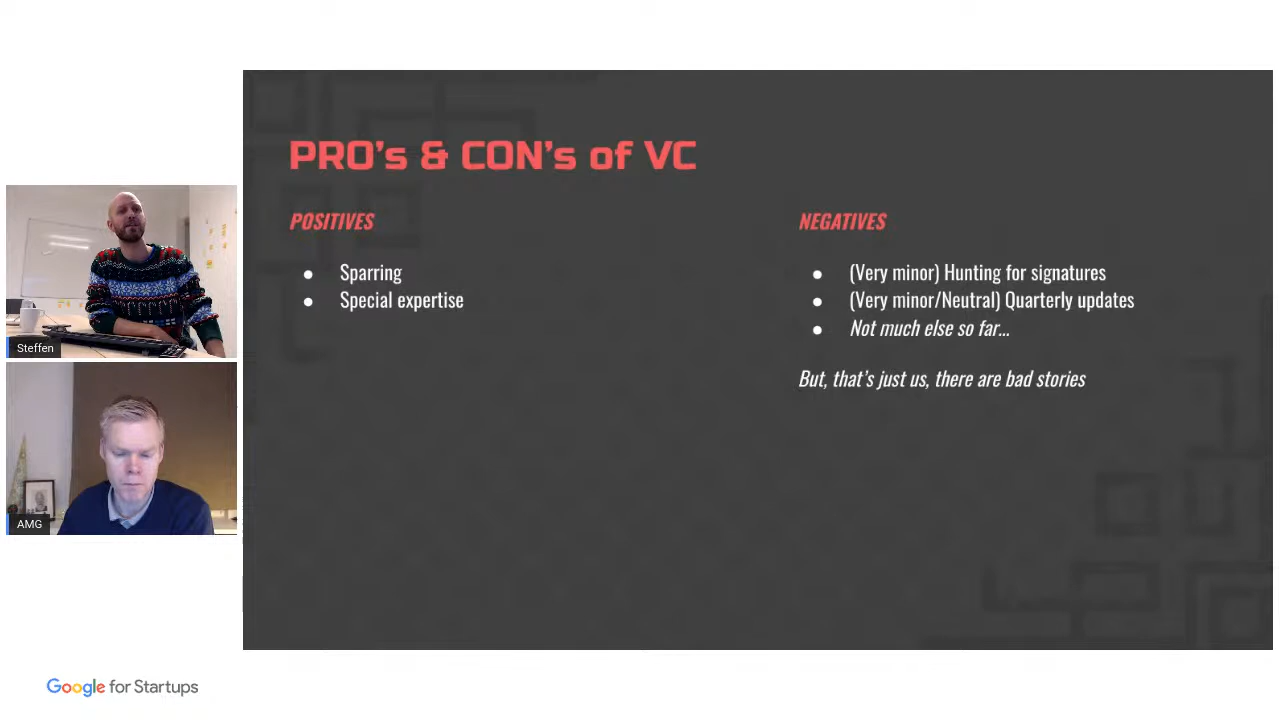 PRO's & CON's of VC
POSITIVES
● Sparring
● Special expertise
NEGATIVES
● (Very minor) Hunting for signatures
● (Very minor/Neutral) Quarterly updates
● Not much else so far...
But, that's just us, there are bad stories
Steffen
AMG
Google for Startups